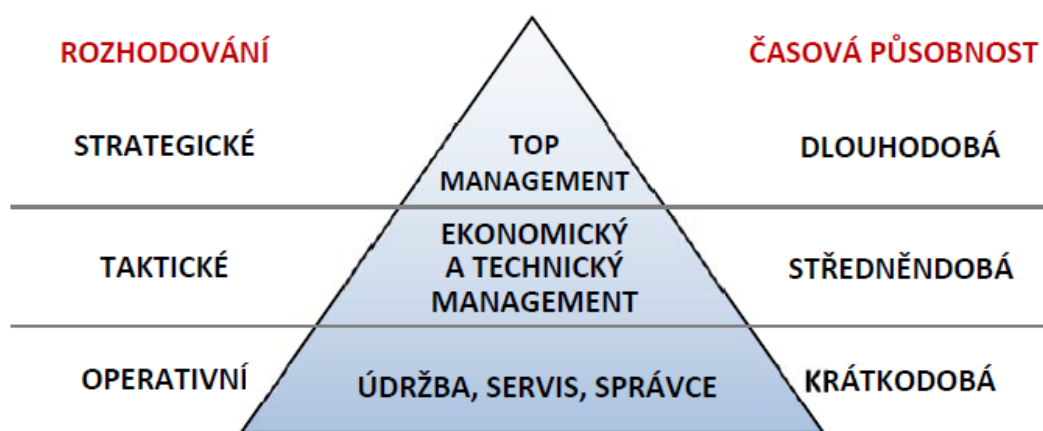 ROZHODOVÁNÍ
ČASOVÁ PŮSOBNOST
STRATEGICKÉ
TOP
MANAGEMENT
DLOUHODOBÁ
TAKTICKÉ
EKONOMICKÝ
A TECHNICKÝ
MANAGEMENT
STŘEDNĚNDOBÁ
OPERATIVNÍ
ÚDRŽBA, SERVIS, SPRÁVCE
KRÁTKODOBÁ